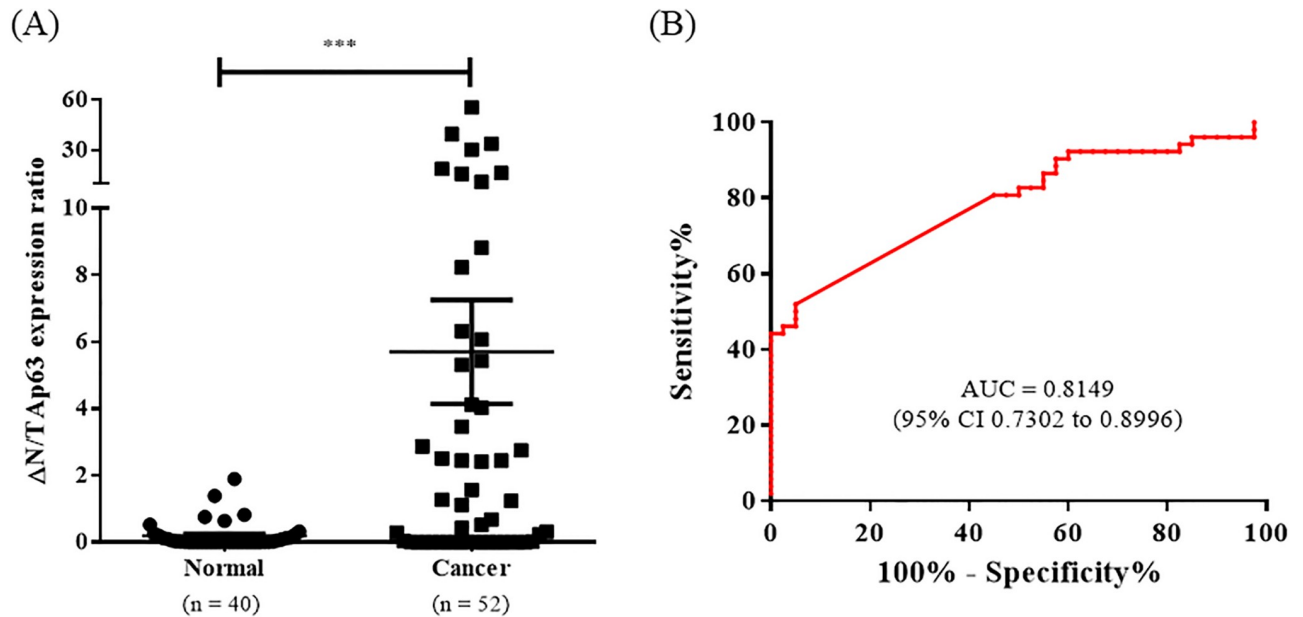 (A)
***
ΔN/TAp63 expression ratio
60
30
10
8
6
4
2
0
Normal
(n = 40)
Cancer
(n = 52)
(B)
Sensitivity%
100
80
60
40
20
0
AUC = 0.8149
(95% CI 0.7302 to 0.8996)
0 20 40 60 80 100
100% - Specificity%